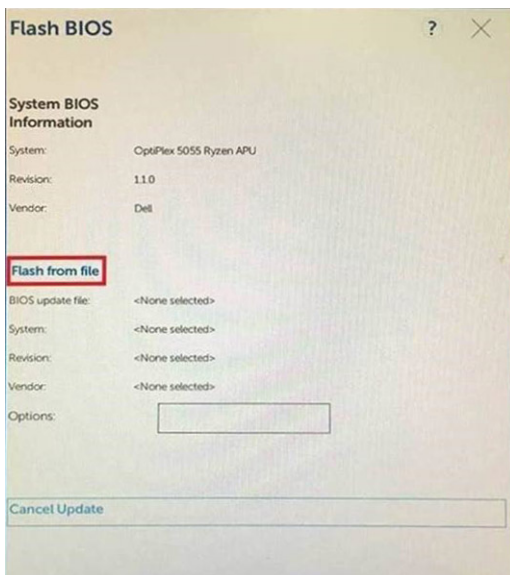 Flash BIOS ?
System BIOS
Information
System: OptiPlex 5055 Ryzen APU
Revision: 1.1.0
Vendor: Dell
Flash from file
BIOS update file: <None selected>
System: <None selected>
Revision: <None selected>
Vendor: <None selected>
Options:
Cancel Update